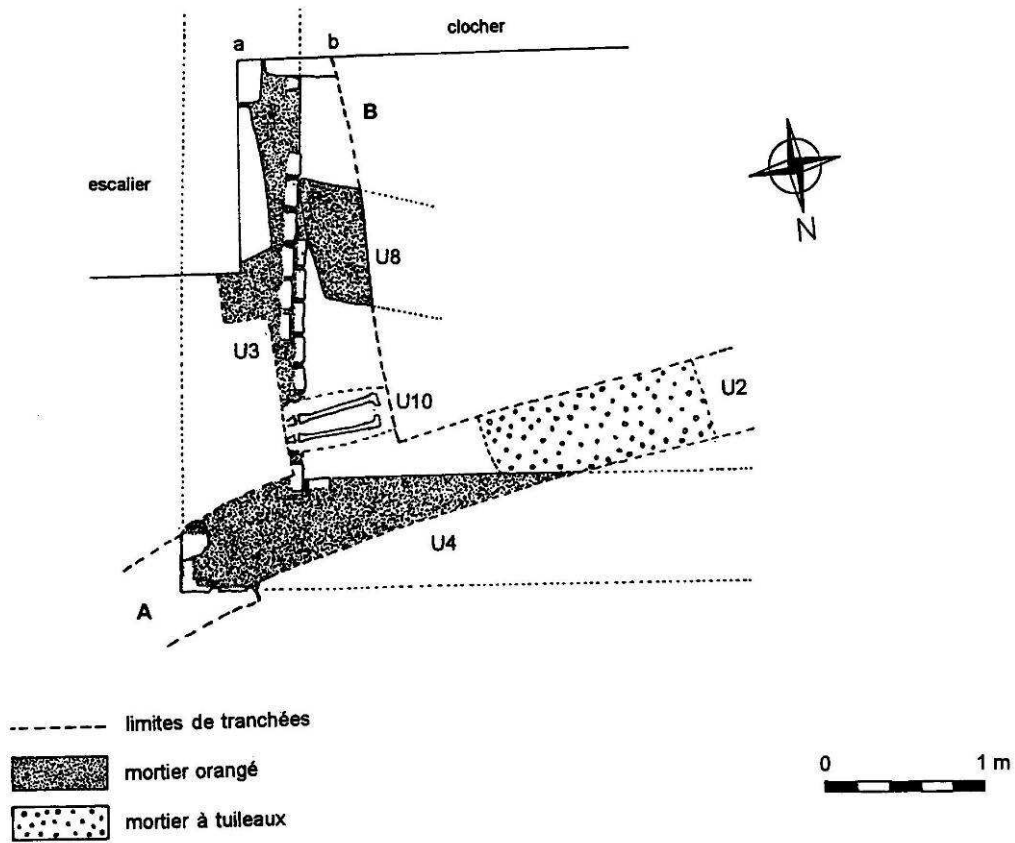 clocher
a b
B
escalier
N
U8
U3
U10
U2
U4
A
limites de tranchées
mortier orangé
mortier à tuileaux
0 1 m